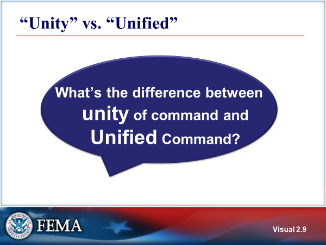 “Unity” vs. “Unified”
What’s the difference between
unity of command and
Unified Command?
FEMA
Visual 2.9